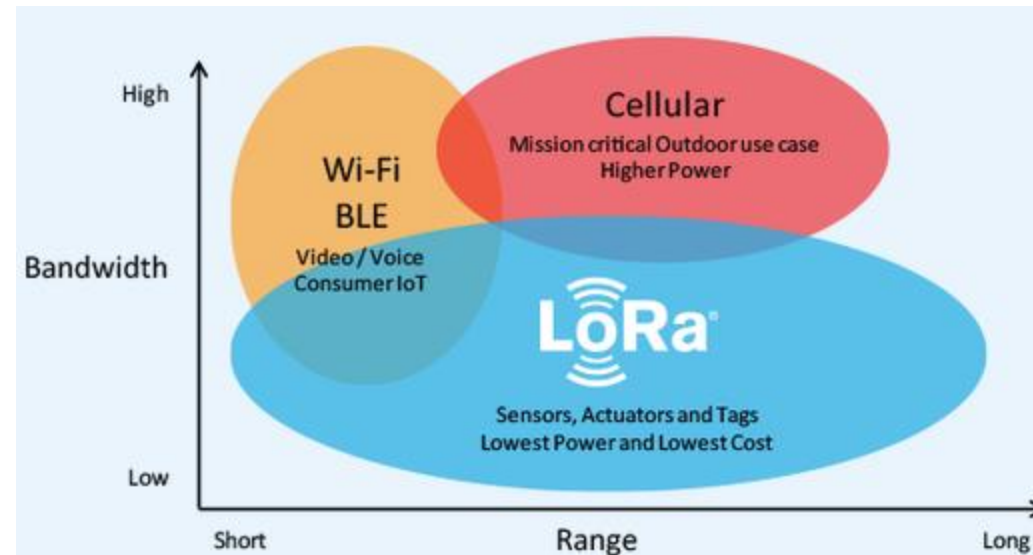 High
Cellular
Mission critical Outdoor use case
Higher Power
Wi-Fi
BLE
Video / Voice
Consumer IoT
Bandwidth
LoRa®
Sensors, Actuators and Tags
Lowest Power and Lowest Cost
Low
Short
Range
Long